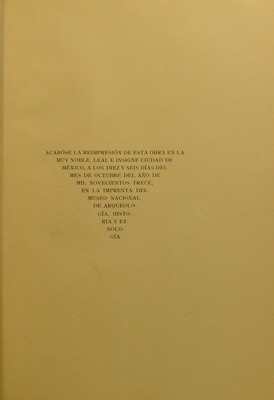 ACABÓSE LA REIMPRESIÓN DE ESTA OBRA EN LA
MUY NOBLE, LEAL E INSIGNE CIUDAD DE
MÉXICO, A LOS DIEZ Y SEIS DÍAS DEL
MES DE OCTUBRE DEL AÑO DE
MIL NOVECIENTOS TRECE,
EN LA IMPRENTA DEL
MUSEO NACIONAL
DE ARQUEOLO-
GÍA, HISTO-
RIA Y ET-
NOLO-
GÍA